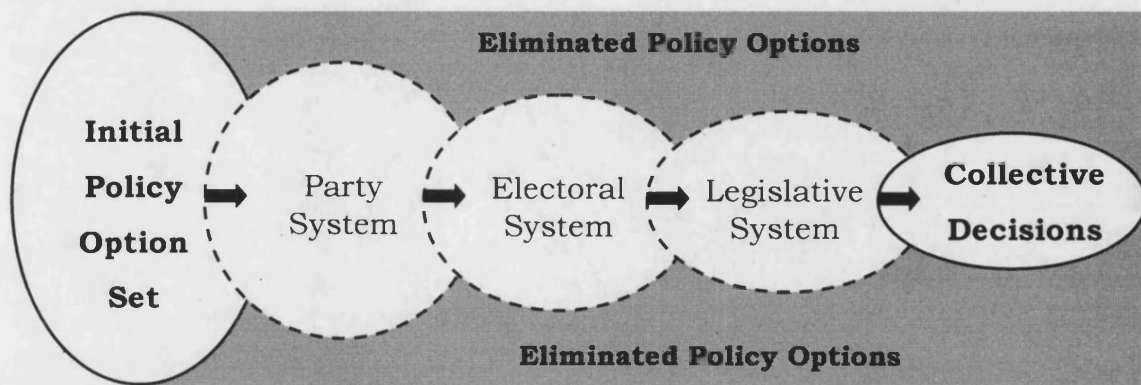 Eliminated Policy Options
Initial
Policy
Option
Set
Party
System
Electoral
System
Legislative
System
Collective
Decisions
Eliminated Policy Options